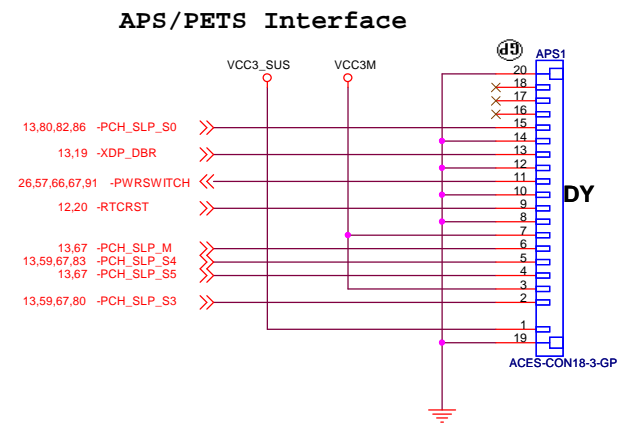 APS/PETS Interface
GP
APS1
VCC3_SUS
VCC3M
20
18
17
16
13,80,82,86 -PCH_SLP_S0
15
14
13,19 -XDP_DBR
13
12
26,57,66,67,91 -PWRSWITCH
11
10
DY
12,20 -RTCRST
9
8
7
13,67 -PCH_SLP_M
6
13,59,67,83 -PCH_SLP_S4
5
13,67 -PCH_SLP_S5
4
3
13,59,67,80 -PCH_SLP_S3
2
1
19
ACES-CON18-3-GP